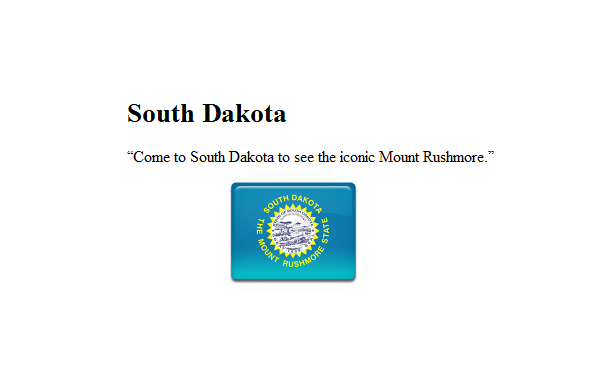 South Dakota
“Come to South Dakota to see the iconic Mount Rushmore.”
SOUTH DAKOTA
THE MOUNT RUSHMORE STATE